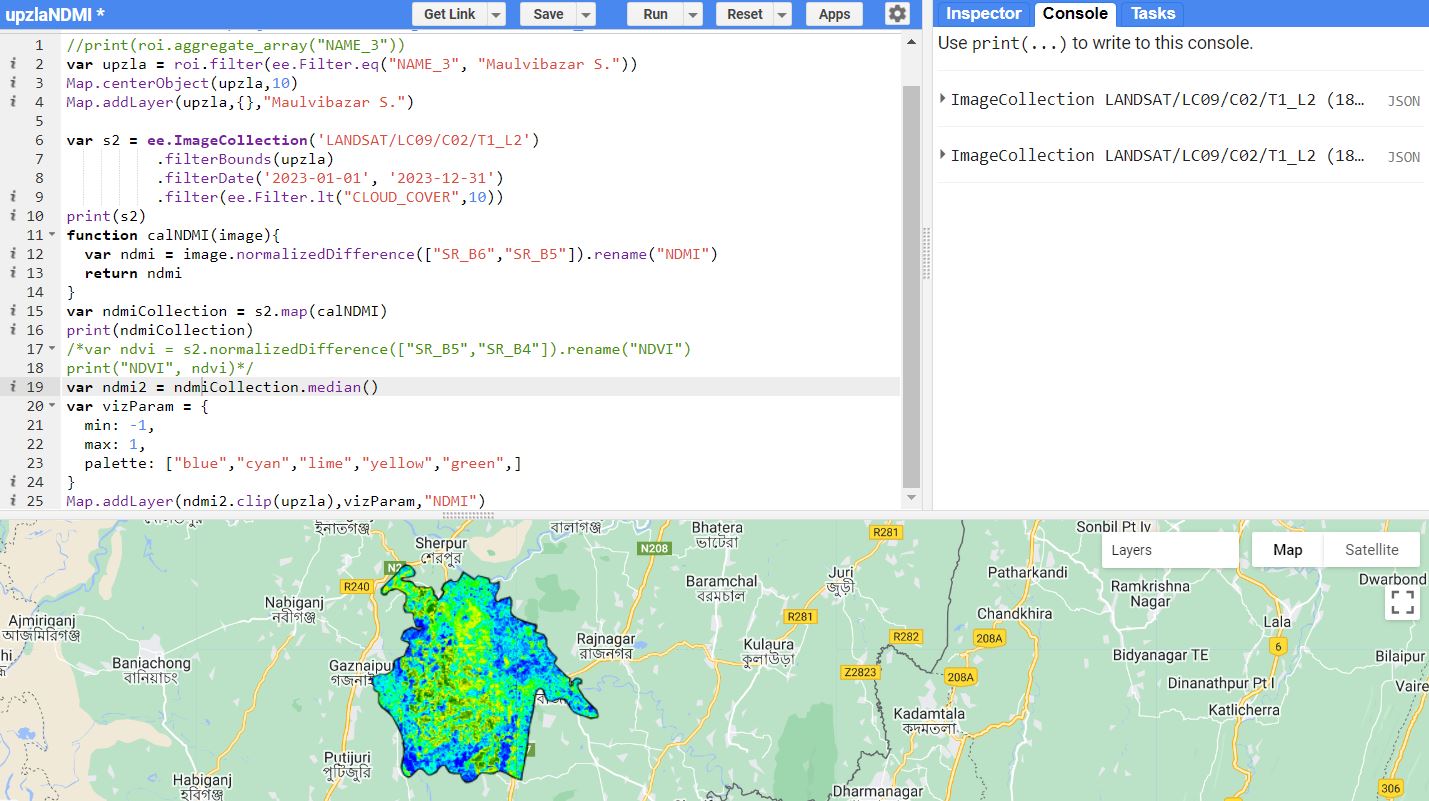 upzlaNDMI *
Get Link
Save
Run
Reset
Apps
Inspector
Console
Tasks
1 //print(roi.aggregate_array("NAME_3"))
2 var upzla = roi.filter(ee.Filter.eq("NAME_3", "Maulvibazar S."))
3 Map.centerObject(upzla,10)
4 Map.addLayer(upzla,{},"Maulvibazar S.")
5
6 var s2 = ee.ImageCollection('LANDSAT/LC09/C02/T1_L2')
7 .filterBounds(upzla)
8 .filterDate('2023-01-01', '2023-12-31')
9 .filter(ee.Filter.lt("CLOUD_COVER",10))
10 print(s2)
11 function calNDMI(image){
12 var ndmi = image.normalizedDifference(["SR_B6","SR_B5"]).rename("NDMI")
13 return ndmi
14 }
15 var ndmiCollection = s2.map(calNDMI)
16 print(ndmiCollection)
17 /*var ndvi = s2.normalizedDifference(["SR_B5","SR_B4"]).rename("NDVI")
18 print("NDVI", ndvi)*/
19 var ndmi2 = ndmiCollection.median()
20 var vizParam = {
21 min: -1,
22 max: 1,
23 palette: ["blue","cyan","lime","yellow","green",]
24 }
25 Map.addLayer(ndmi2.clip(upzla),vizParam,"NDMI")
Use print(...) to write to this console.
ImageCollection LANDSAT/LC09/C02/T1_L2 (18… JSON
ImageCollection LANDSAT/LC09/C02/T1_L2 (18… JSON
Layers
Map
Satellite
ইনাতগঞ্জ
Sherpur
শেরপুর
বালাগঞ্জ
Bhatera
ভাটেরা
R281
Sonbil Pt Iv
N208
R240
Baramchal
বরমচাল
Juri
জুড়ী
Patharkandi
Ramkrishna
Nagar
Dwarbond
Nabiganj
নবীগঞ্জ
Ajmiriganj
আজমিরিগঞ্জ
R281
Chandkhira
Lala
Rajnagar
রাজনগর
Kulaura
কুলাউড়া
R282
208A
6
Baniachong
বানিয়াচং
Gaznaipu
গজনাই
Z2823
208A
Bidyanagar TE
Bilaipur
Dinanathpur Pt I
Vaire
Kadamtala
কদমতলা
Katlicherra
Putijuri
পুটিজুরি
Habiganj
হবিগঞ্জ
Dharmanagar
306